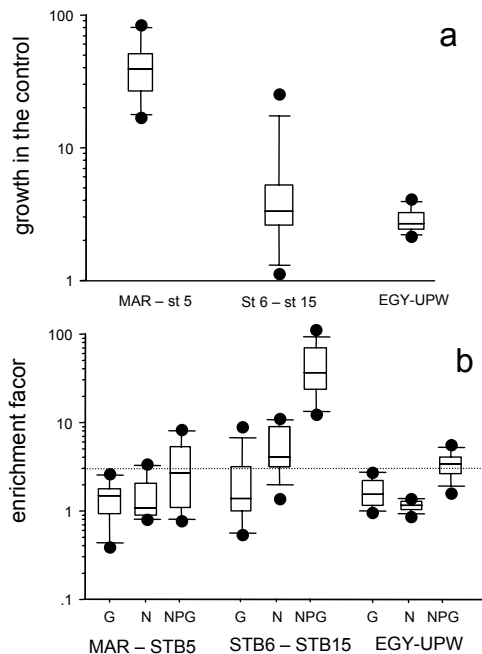 100
a
growth in the control
10
1
MAR – st 5 St 6 – st 15 EGY-UPW
100
b
enrichment facor
10
1
.1
G N NPG G N NPG G N NPG
MAR – STB5 STB6 – STB15 EGY-UPW